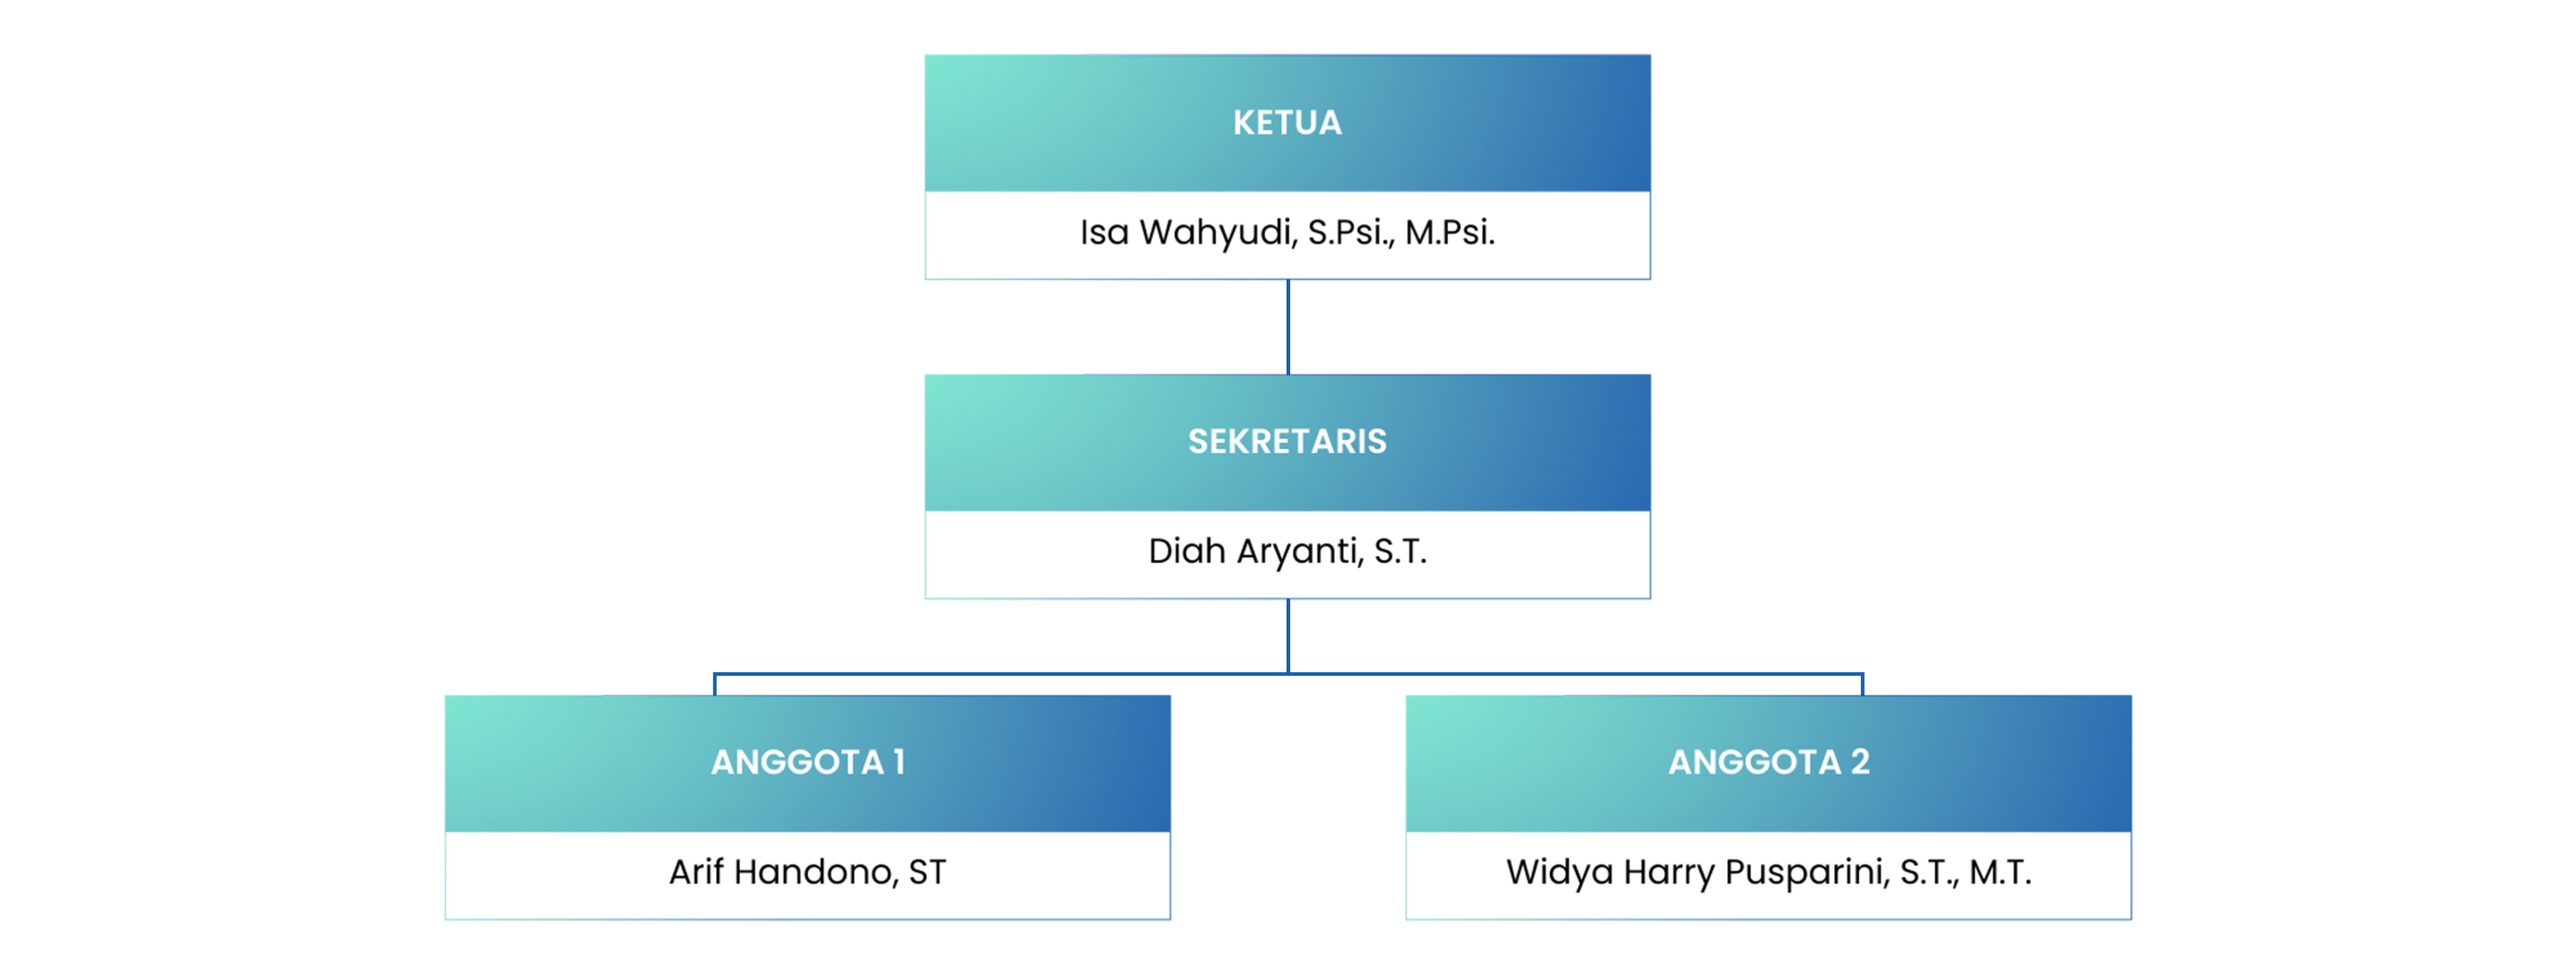 KETUA
Isa Wahyudi, S.Psi., M.Psi.
SEKRETARIS
Diah Aryanti, S.T.
ANGGOTA 1
Arif Handono, ST
ANGGOTA 2
Widya Harry Pusparini, S.T., M.T.